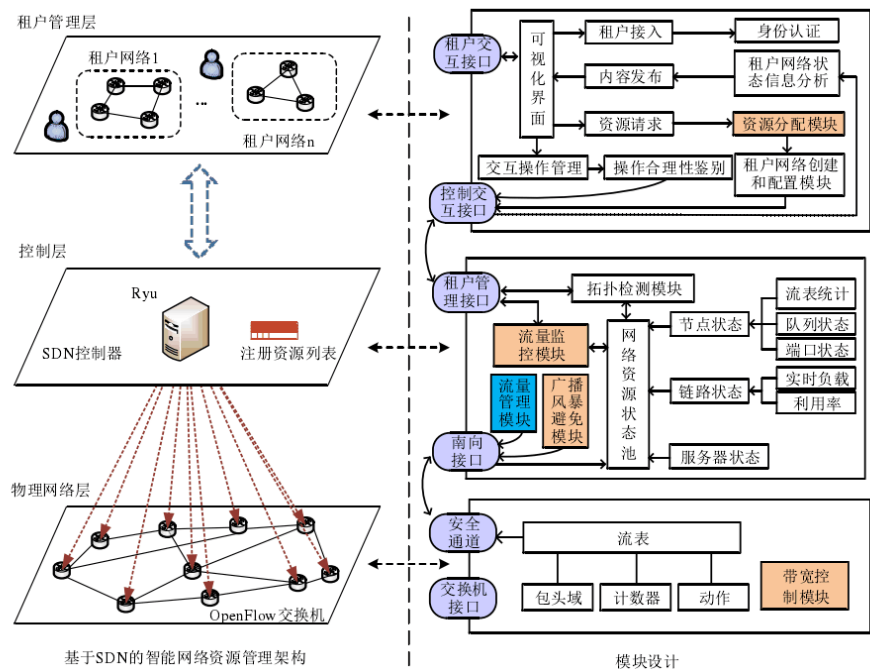 租户管理层
租户网络1
...
租户网络n
控制层
Ryu
SDN控制器
注册资源列表
物理网络层
OpenFlow交换机
基于SDN的智能网络资源管理架构
租户交
互接口
可
视
化
界
面
租户接入
身份认证
内容发布
租户网络状
态信息分析
资源请求
资源分配模块
交互操作管理
操作合理性鉴别
租户网络创建
和配置模块
控制交
互接口
租户管
理接口
拓扑检测模块
流量监
控模块
网
络
资
源
状
态
池
节点状态
流表统计
队列状态
端口状态
流量
管理
模块
广播
风暴
避免
模块
链路状态
实时负载
利用率
南向
接口
服务器状态
安全
通道
流表
交换机
接口
包头域
计数器
动作
带宽控
制模块
模块设计